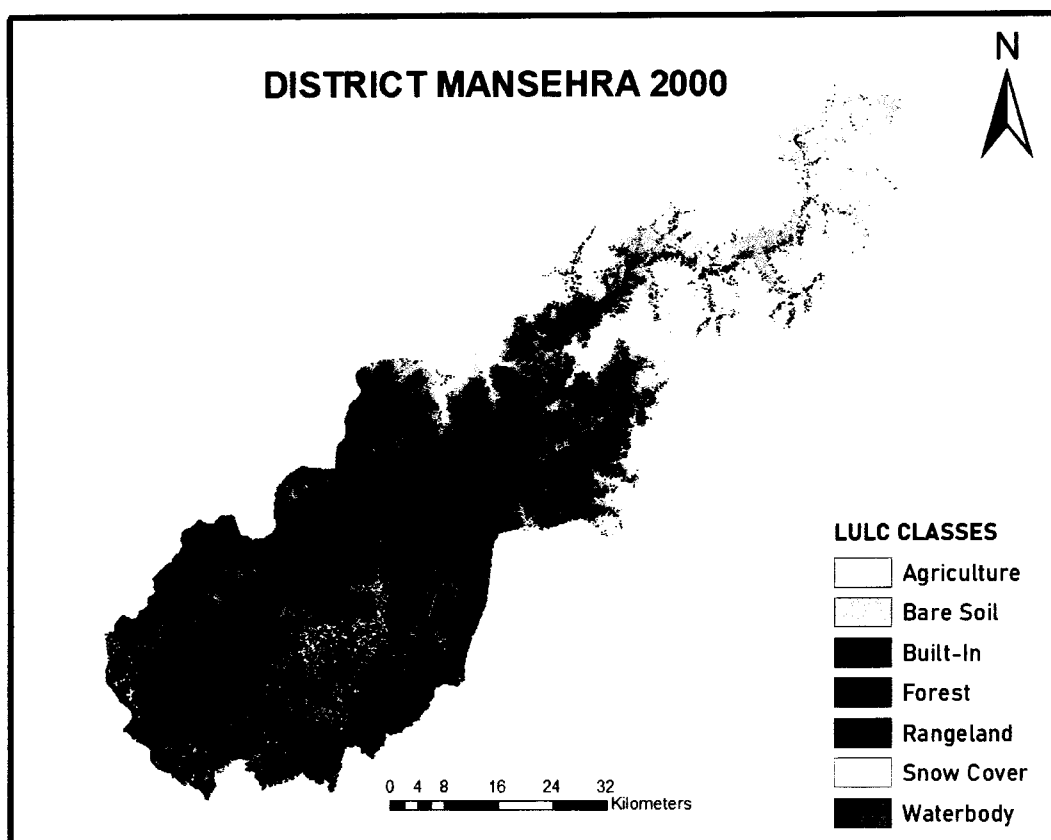 DISTRICT MANSEHRA 2000
N
LULC CLASSES
Agriculture
Bare Soil
Built-In
Forest
Rangeland
Snow Cover
Waterbody
0 4 8 16 24 32
Kilometers